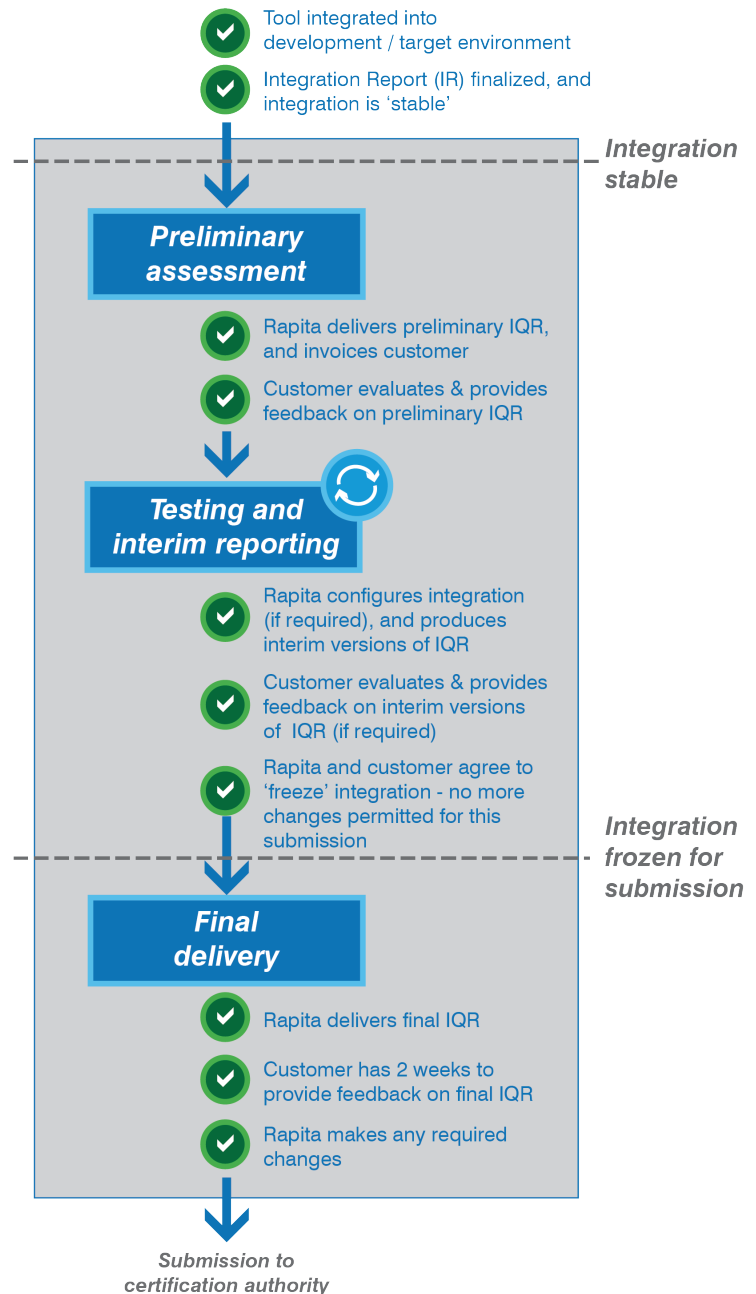 Tool integrated into
development / target environment
Integration Report (IR) finalized, and
integration is ‘stable’
Integration
stable
Preliminary
assessment
Rapita delivers preliminary IQR,
and invoices customer
Customer evaluates & provides
feedback on preliminary IQR
Testing and
interim reporting
Rapita configures integration
(if required), and produces
interim versions of IQR
Customer evaluates & provides
feedback on interim versions
of  IQR (if required)
Rapita and customer agree to
‘freeze’ integration - no more
changes permitted for this
submission
Integration
frozen for
submission
Final
delivery
Rapita delivers final IQR
Customer has 2 weeks to
provide feedback on final IQR
Rapita makes any required
changes
Submission to
certification authority